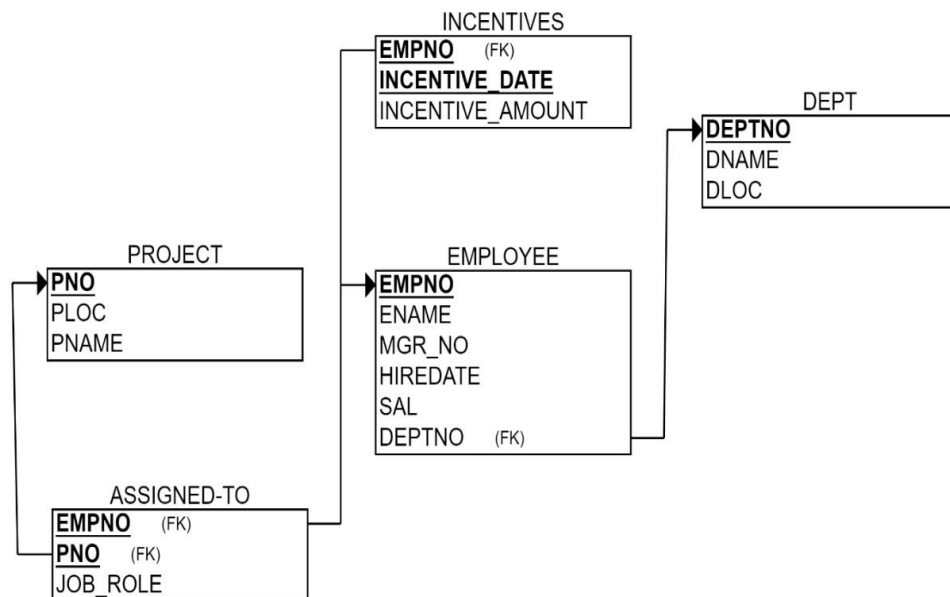 INCENTIVES
EMPNO (FK)
INCENTIVE_DATE
INCENTIVE_AMOUNT
DEPT
DEPTNO
DNAME
DLOC
PROJECT
PNO
PLOC
PNAME
EMPLOYEE
EMPNO
ENAME
MGR_NO
HIREDATE
SAL
DEPTNO (FK)
ASSIGNED-TO
EMPNO (FK)
PNO (FK)
JOB_ROLE